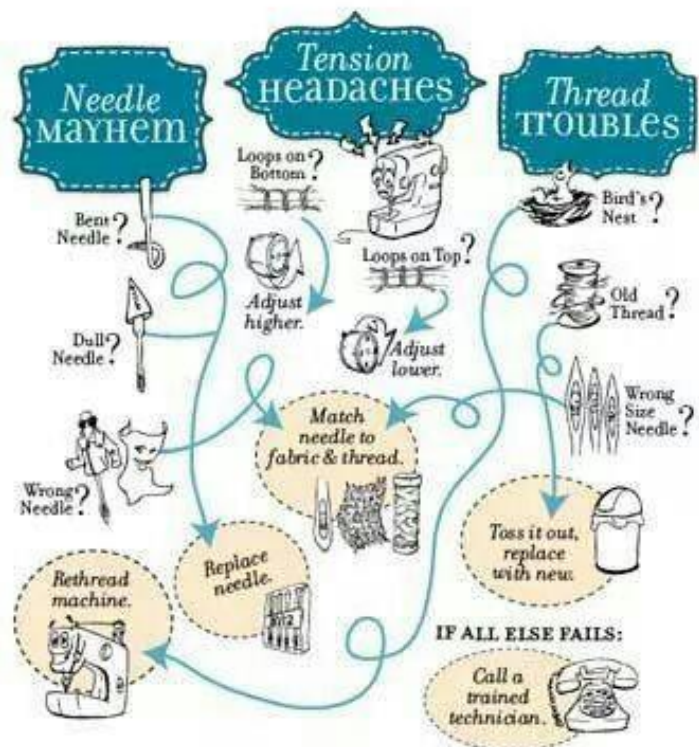 Needle
MAYHEM
Tension
HEADACHES
Thread
TROUBLES
Bent
Needle?
Dull
Needle?
Wrong
Needle?
Loops on
Bottom?
Adjust
higher.
Loops on Top?
Adjust
lower.
Bird's
Nest?
Old
Thread?
Wrong
Size
Needle?
Match
needle to
fabric & thread.
Replace
needle.
Rethread
machine.
Toss it out,
replace
with new.
IF ALL ELSE FAILS:
Call a
trained
technician.